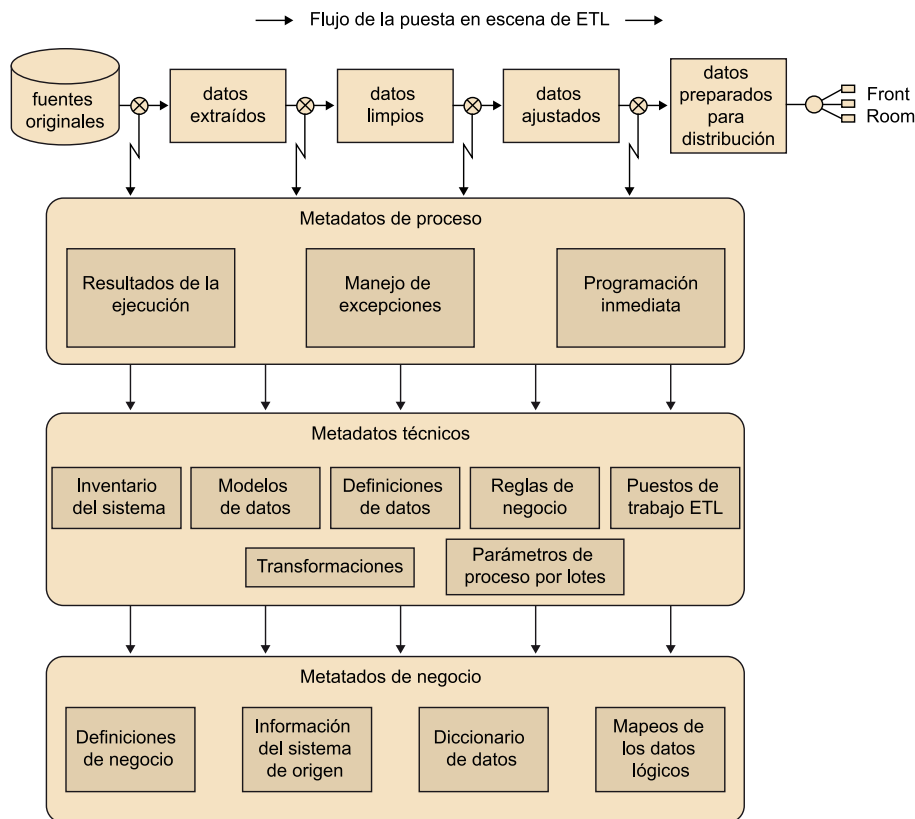 Flujo de la puesta en escena de ETL
fuentes
originales
datos
extraídos
datos
limpios
datos
ajustados
datos
preparados
para
distribución
Front
Room
Metadatos de proceso
Resultados de la
ejecución
Manejo de
excepciones
Programación
inmediata
Metadatos técnicos
Inventario
del sistema
Modelos
de datos
Definiciones
de datos
Reglas de
negocio
Puestos de
trabajo ETL
Transformaciones
Parámetros de
proceso por lotes
Metatados de negocio
Definiciones
de negocio
Información
del sistema
de origen
Diccionario
de datos
Mapeos de
los datos
lógicos